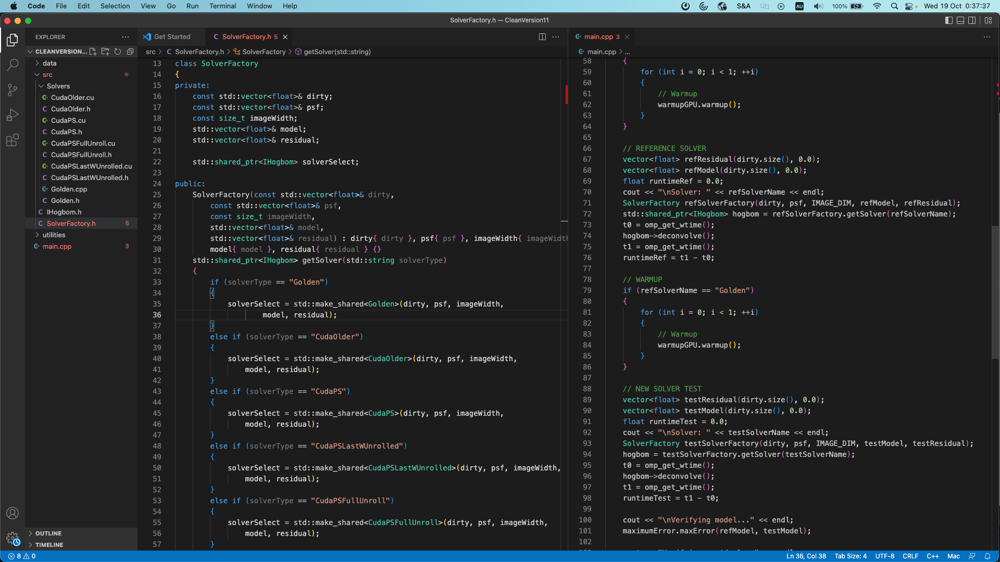 Code File Edit Selection View Go Run Terminal Window Help S&A AU 100% Wed 19 Oct 0:37:37
SolverFactory.h — CleanVersion11
EXPLORER
CLEANVERSION...
data
src
Solvers
CudaOlder.cu
CudaOlder.h
CudaPS.cu
CudaPS.h
CudaPSFullUnroll.cu
CudaPSFullUnroll.h
CudaPSLastWUnrolled.cu
CudaPSLastWUnrolled.h
Golden.cpp
Golden.h
IHogbom.h
SolverFactory.h 5
utilities
main.cpp 3
OUTLINE
TIMELINE
Get Started SolverFactory.h 5
src > SolverFactory.h > SolverFactory > getSolver(std::string)
13 class SolverFactory
14 {
15 private:
16 const std::vector<float>& dirty;
17 const std::vector<float>& psf;
18 const size_t imageWidth;
19 std::vector<float>& model;
20 std::vector<float>& residual;
21
22 std::shared_ptr<IHogbom> solverSelect;
23
24 public:
25 SolverFactory(const std::vector<float>& dirty,
26 const std::vector<float>& psf,
27 const size_t imageWidth,
28 std::vector<float>& model,
29 std::vector<float>& residual) : dirty{ dirty }, psf{ psf }, imageWidth{ imageWidth
30 model{ model }, residual{ residual } {}
31 std::shared_ptr<IHogbom> getSolver(std::string solverType)
32 {
33 if (solverType == "Golden")
34 {
35 solverSelect = std::make_shared<Golden>(dirty, psf, imageWidth,
36 model, residual);
37 }
38 else if (solverType == "CudaOlder")
39 {
40 solverSelect = std::make_shared<CudaOlder>(dirty, psf, imageWidth,
41 model, residual);
42 }
43 else if (solverType == "CudaPS")
44 {
45 solverSelect = std::make_shared<CudaPS>(dirty, psf, imageWidth,
46 model, residual);
47 }
48 else if (solverType == "CudaPSLastWUnrolled")
49 {
50 solverSelect = std::make_shared<CudaPSLastWUnrolled>(dirty, psf, imageWidth,
51 model, residual);
52 }
53 else if (solverType == "CudaPSFullUnroll")
54 {
55 solverSelect = std::make_shared<CudaPSFullUnroll>(dirty, psf, imageWidth,
56 model, residual);
57 }
main.cpp 3
main.cpp > ...
58 {
59 for (int i = 0; i < 1; ++i)
60 {
61 // Warmup
62 warmupGPU.warmup();
63 }
64 }
65
66 // REFERENCE SOLVER
67 vector<float> refResidual(dirty.size(), 0.0);
68 vector<float> refModel(dirty.size(), 0.0);
69 float runtimeRef = 0.0;
70 cout << "\nSolver: " << refSolverName << endl;
71 SolverFactory refSolverFactory(dirty, psf, IMAGE_DIM, refModel, refResidual);
72 std::shared_ptr<IHogbom> hogbom = refSolverFactory.getSolver(refSolverName);
73 t0 = omp_get_wtime();
74 hogbom->deconvolve();
75 t1 = omp_get_wtime();
76 runtimeRef = t1 - t0;
77
78 // WARMUP
79 if (refSolverName == "Golden")
80 {
81 for (int i = 0; i < 1; ++i)
82 {
83 // Warmup
84 warmupGPU.warmup();
85 }
86 }
87
88 // NEW SOLVER TEST
89 vector<float> testResidual(dirty.size(), 0.0);
90 vector<float> testModel(dirty.size(), 0.0);
91 float runtimeTest = 0.0;
92 cout << "\nSolver: " << testSolverName << endl;
93 SolverFactory testSolverFactory(dirty, psf, IMAGE_DIM, testModel, testResidual);
94 hogbom = testSolverFactory.getSolver(testSolverName);
95 t0 = omp_get_wtime();
96 hogbom->deconvolve();
97 t1 = omp_get_wtime();
98 runtimeTest = t1 - t0;
99
100 cout << "\nVerifying model..." << endl;
101 maximumError.maxError(refModel, testModel);
102
8 0 Ln 36, Col 38 Tab Size: 4 UTF-8 CRLF C++ Mac